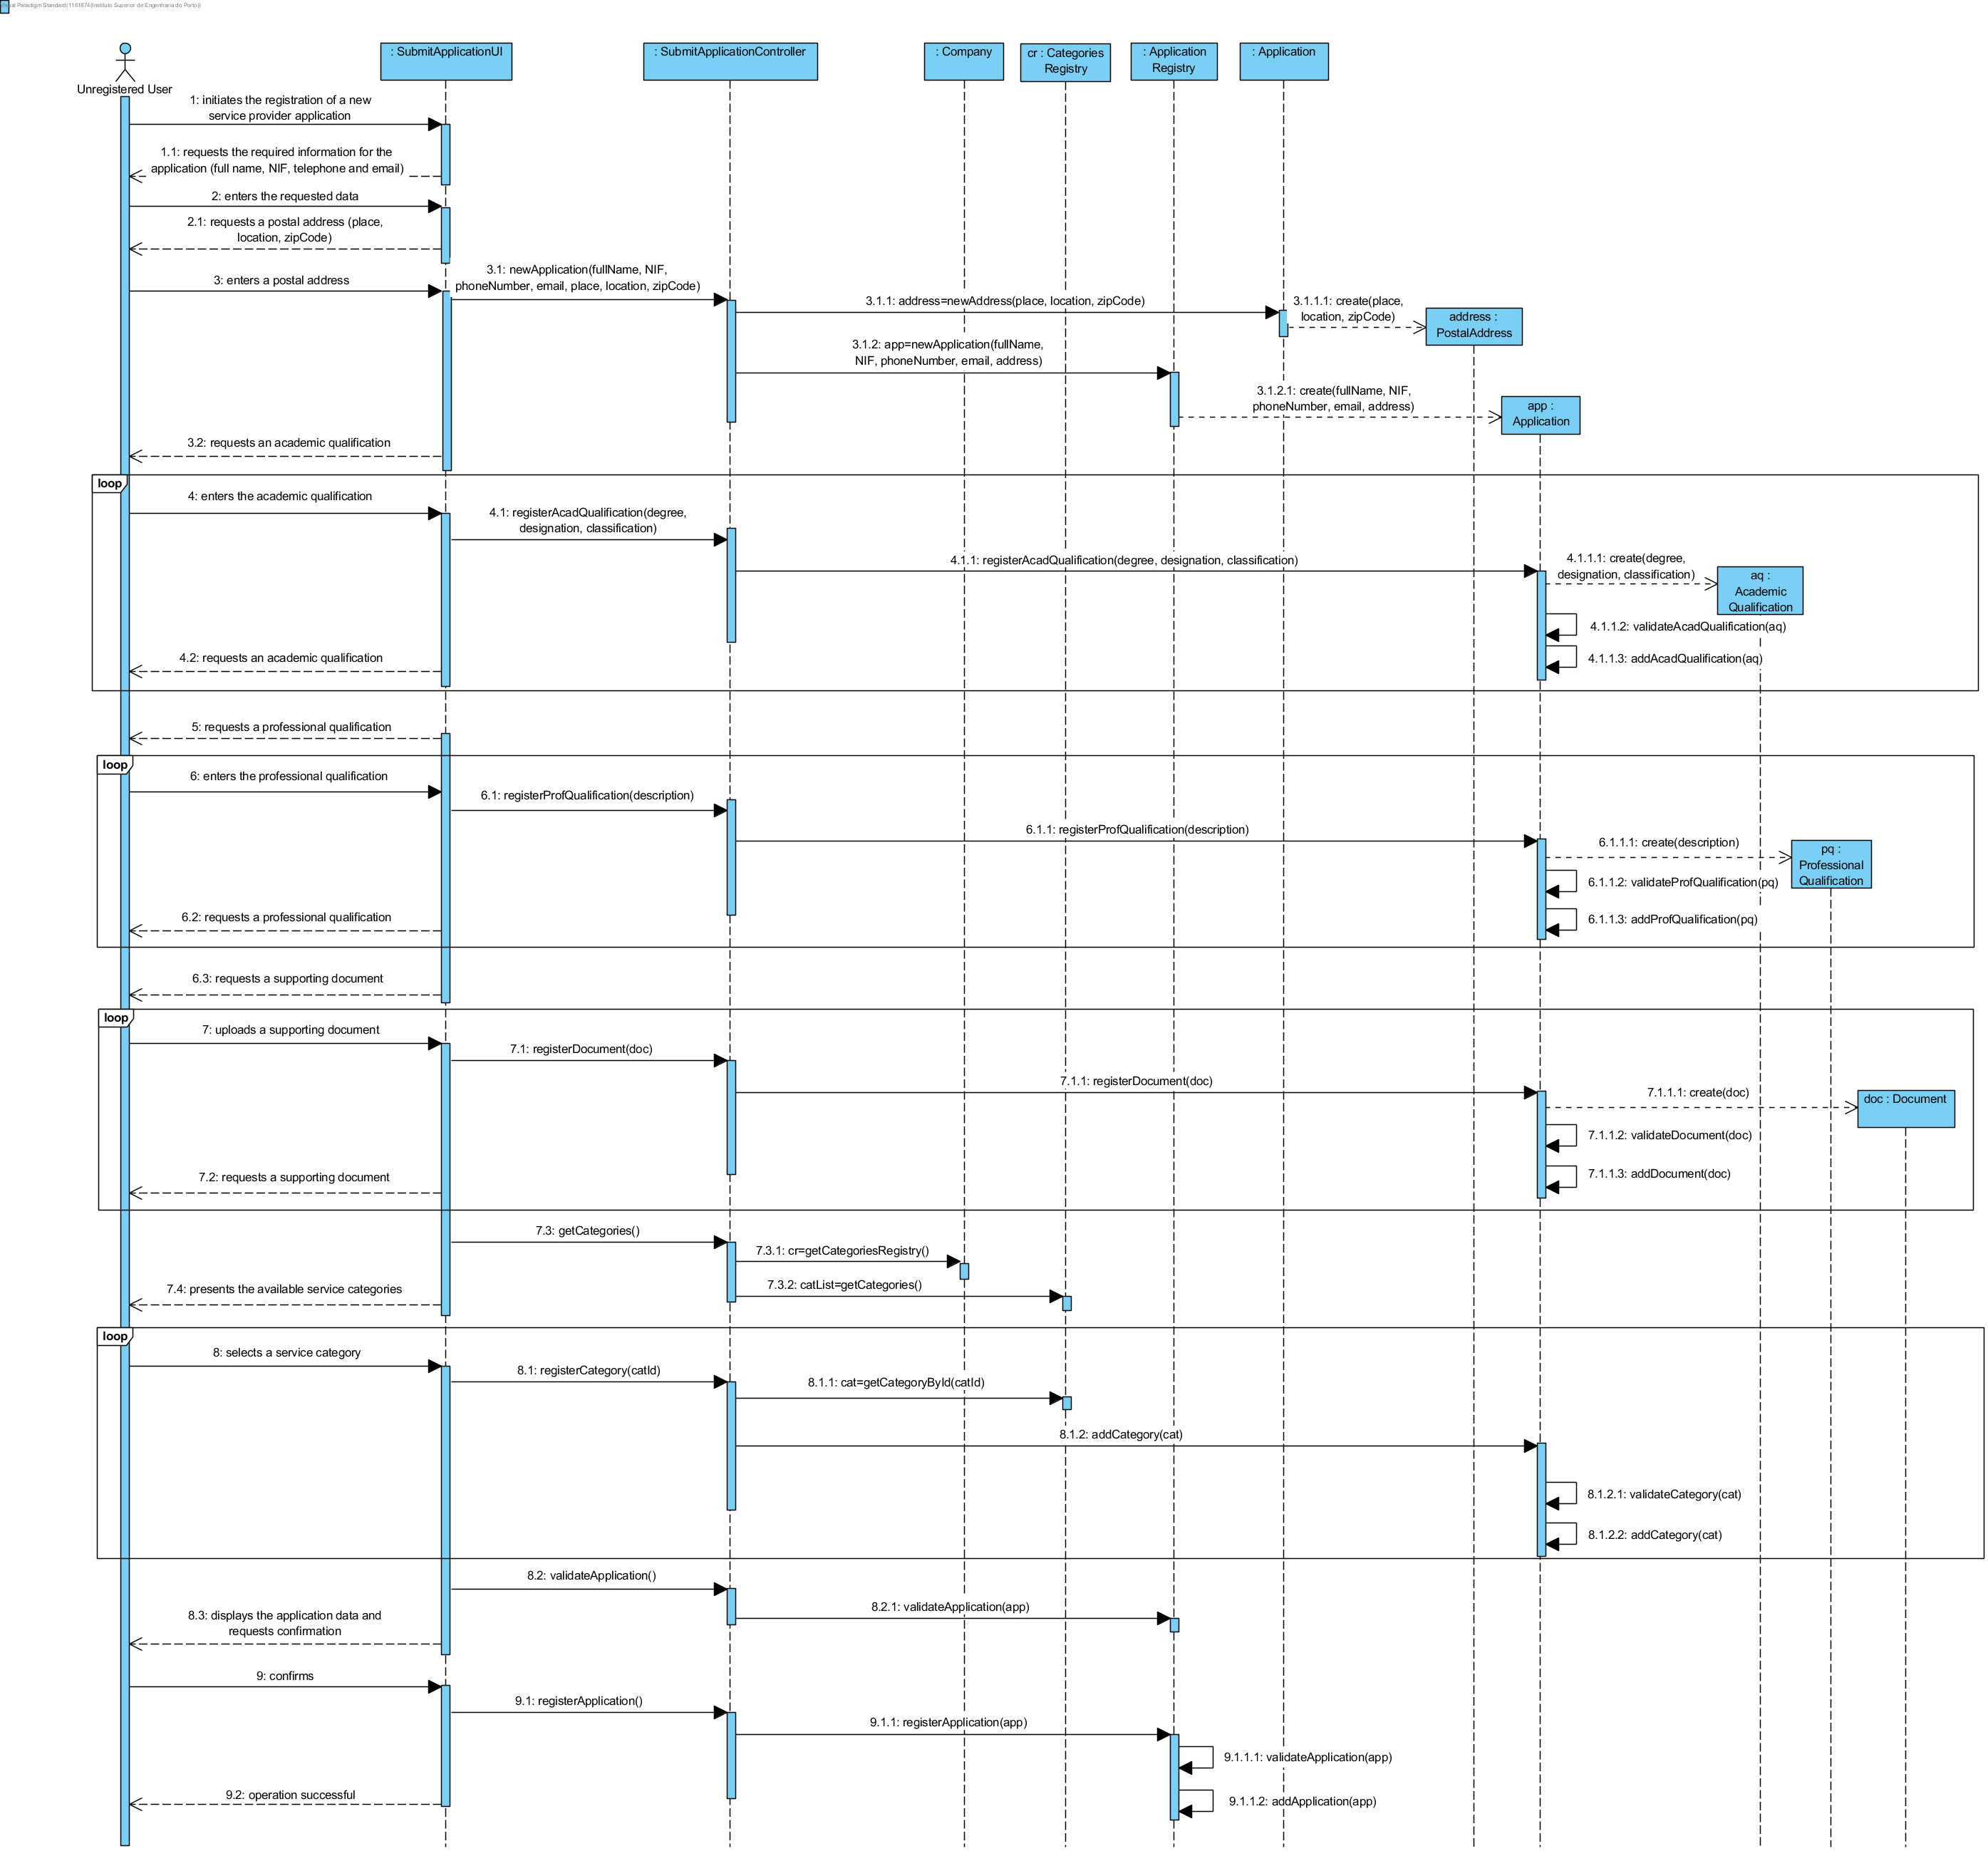 Visual Paradigm Standard(1181874(Instituto Superior de Engenharia do Porto))
Unregistered User
: SubmitApplicationUI
: SubmitApplicationController
: Company
cr : Categories
Registry
: Application
Registry
: Application
1: initiates the registration of a new
service provider application
1.1: requests the required information for the
application (full name, NIF, telephone and email)
2: enters the requested data
2.1: requests a postal address (place,
location, zipCode)
3: enters a postal address
3.1: newApplication(fullName, NIF,
phoneNumber, email, place, location, zipCode)
3.1.1: address=newAddress(place, location, zipCode)
3.1.1.1: create(place,
location, zipCode)
address :
PostalAddress
3.1.2: app=newApplication(fullName,
NIF, phoneNumber, email, address)
3.1.2.1: create(fullName, NIF,
phoneNumber, email, address)
app :
Application
3.2: requests an academic qualification
loop
4: enters the academic qualification
4.1: registerAcadQualification(degree,
designation, classification)
4.1.1: registerAcadQualification(degree, designation, classification)
4.1.1.1: create(degree,
designation, classification)
aq :
Academic
Qualification
4.1.1.2: validateAcadQualification(aq)
4.1.1.3: addAcadQualification(aq)
4.2: requests an academic qualification
5: requests a professional qualification
loop
6: enters the professional qualification
6.1: registerProfQualification(description)
6.1.1: registerProfQualification(description)
6.1.1.1: create(description)
pq :
Professional
Qualification
6.1.1.2: validateProfQualification(pq)
6.1.1.3: addProfQualification(pq)
6.2: requests a professional qualification
6.3: requests a supporting document
loop
7: uploads a supporting document
7.1: registerDocument(doc)
7.1.1: registerDocument(doc)
7.1.1.1: create(doc)
doc : Document
7.1.1.2: validateDocument(doc)
7.1.1.3: addDocument(doc)
7.2: requests a supporting document
7.3: getCategories()
7.3.1: cr=getCategoriesRegistry()
7.3.2: catList=getCategories()
7.4: presents the available service categories
loop
8: selects a service category
8.1: registerCategory(catId)
8.1.1: cat=getCategoryById(catId)
8.1.2: addCategory(cat)
8.1.2.1: validateCategory(cat)
8.1.2.2: addCategory(cat)
8.2: validateApplication()
8.2.1: validateApplication(app)
8.3: displays the application data and
requests confirmation
9: confirms
9.1: registerApplication()
9.1.1: registerApplication(app)
9.1.1.1: validateApplication(app)
9.1.1.2: addApplication(app)
9.2: operation successful